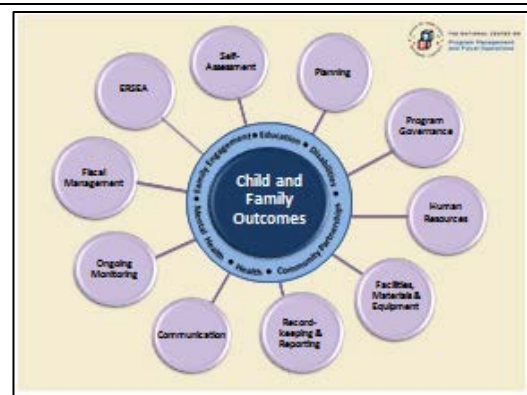 THE NATIONAL CENTER ON
Program Management
and Fiscal Operations
Self-
Assessment
Planning
ERSEA
Program
Governance
Fiscal
Management
Human
Resources
Ongoing
Monitoring
Facilities,
Materials &
Equipment
Communication
Record-
keeping &
Reporting
Family Engagement • Education • Disabilities • Community Partnerships • Health • Mental Health •
Child and
Family
Outcomes